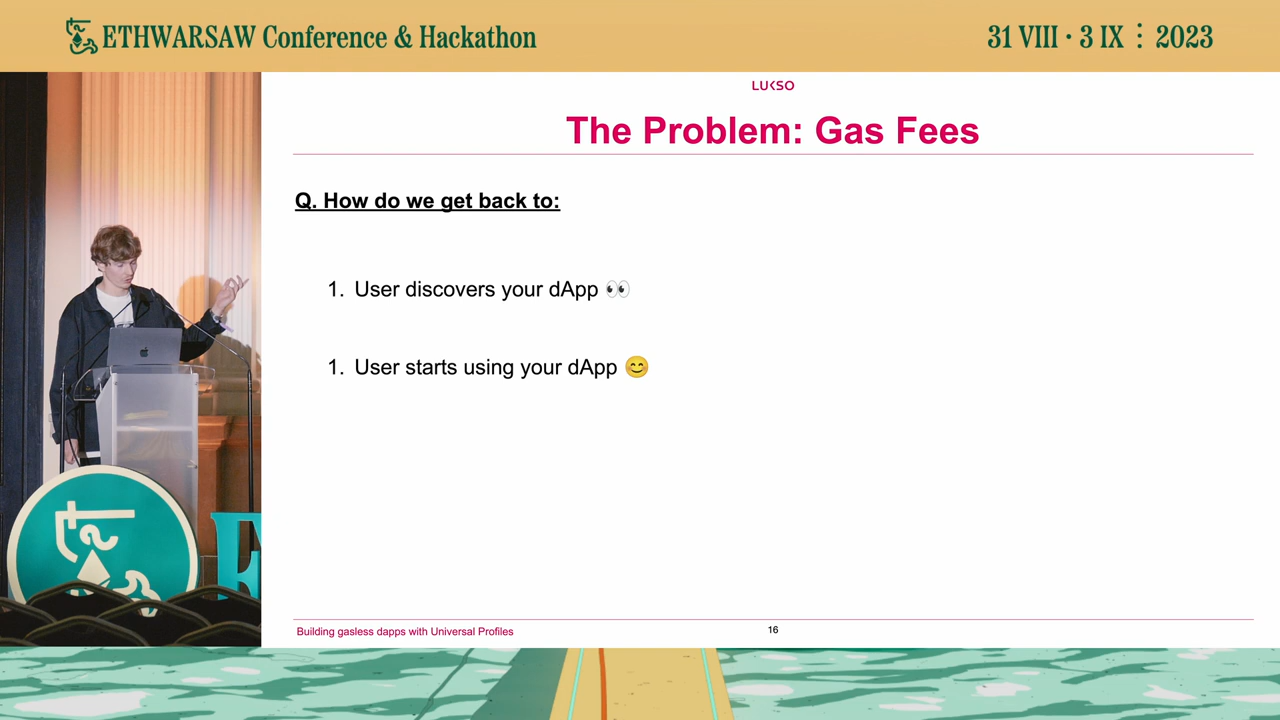 ETHWARSAW Conference & Hackathon
31 VIII · 3 IX ⋮ 2023
LUKSO
The Problem: Gas Fees
Q. How do we get back to:
1. User discovers your dApp 👀
1. User starts using your dApp 😊
E
Building gasless dapps with Universal Profiles
16